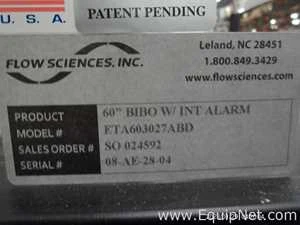 U.S.A.
PATENT PENDING
FLOW SCIENCES, INC.
Leland, NC 28451
1.800.849.3429
www.flowsciences.com
PRODUCT 60" BIBO W/ INT ALARM
MODEL # ETA603027ABD
SALES ORDER # SO 024592
SERIAL # 08-AE-28-04
www.EquipNet.com